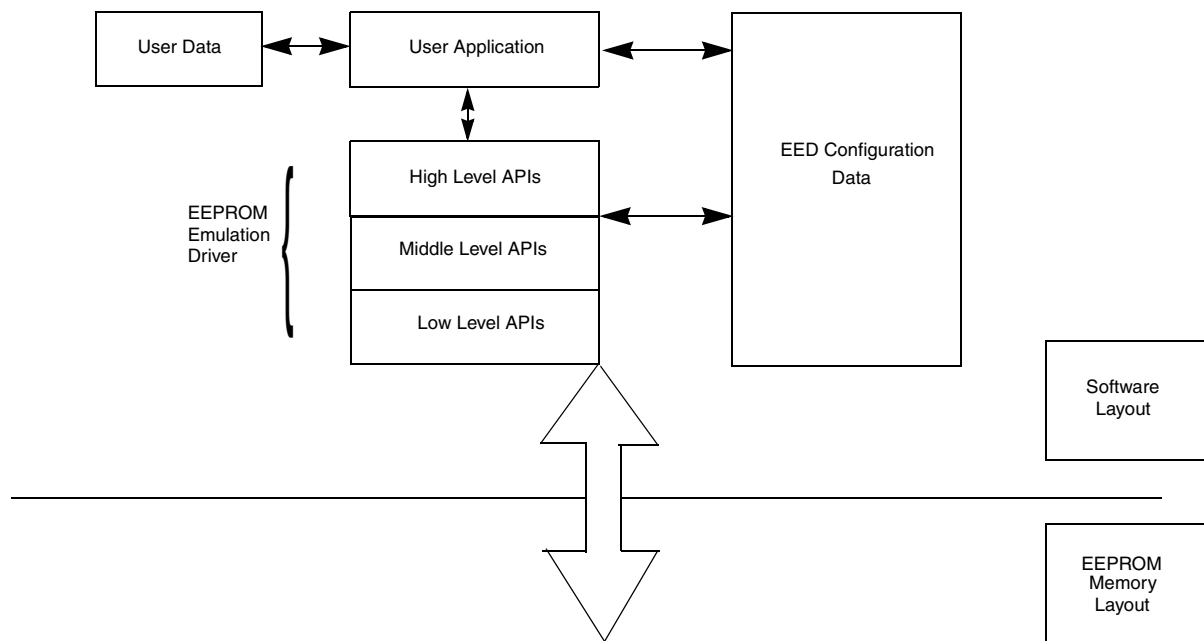 User Data
User Application
EED Configuration
Data
High Level APIs
EEPROM
Emulation
Driver
Middle Level APIs
Low Level APIs
Software
Layout
EEPROM
Memory
Layout